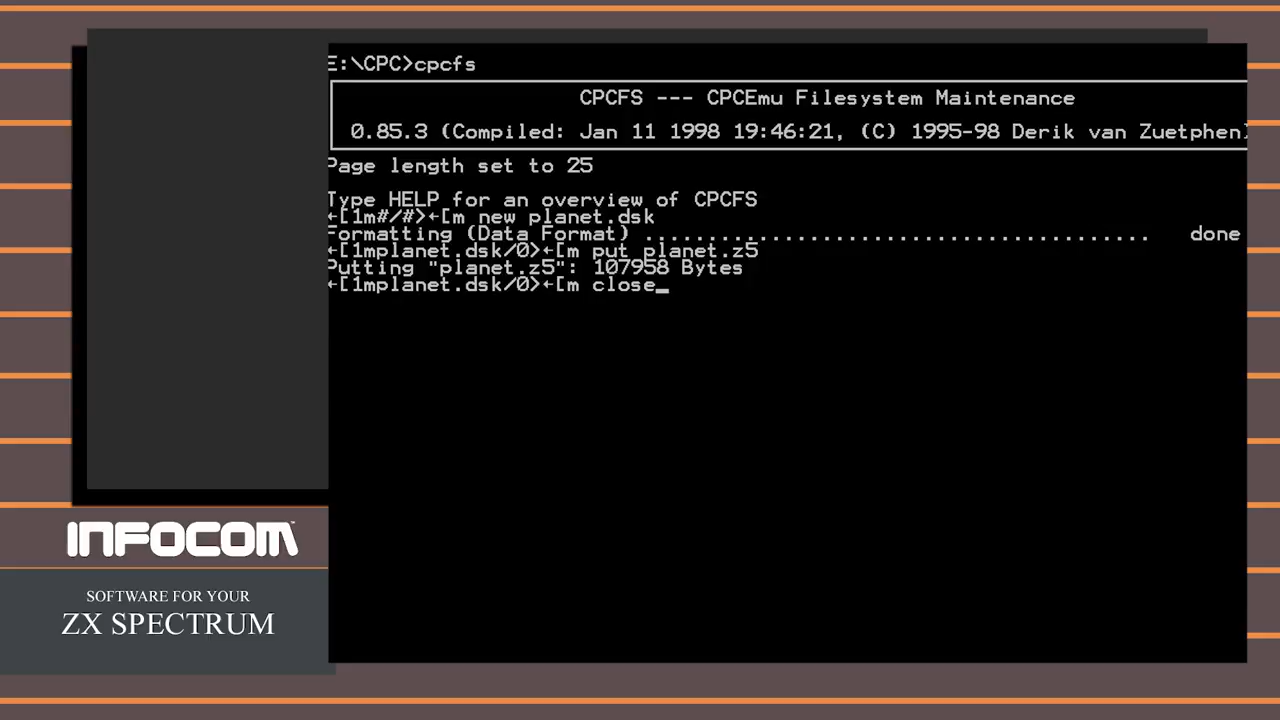 E:\CPC>cpcfs
CPCFS --- CPCEmu Filesystem Maintenance
0.85.3 (Compiled: Jan 11 1998 19:46:21, (C) 1995-98 Derik van Zuetphen)
Page length set to 25
Type HELP for an overview of CPCFS
←[1m#/#>←[m new planet.dsk
Formatting (Data Format) ........................................ done
←[1mplanet.dsk/0>←[m put planet.z5
Putting "planet.z5": 107958 Bytes
←[1mplanet.dsk/0>←[m close_
INFOCOM™
SOFTWARE FOR YOUR
ZX SPECTRUM